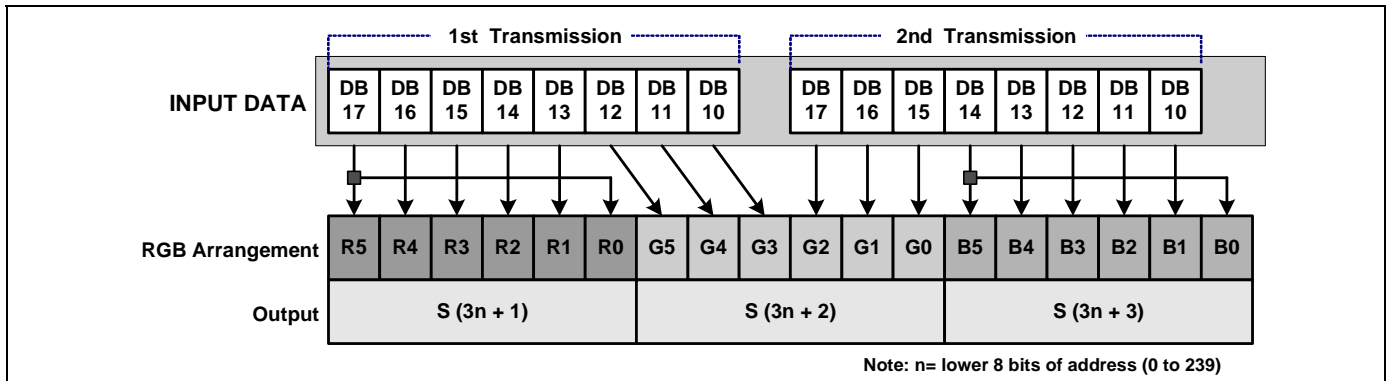 1st Transmission 2nd Transmission
INPUT DATA DB 17 DB 16 DB 15 DB 14 DB 13 DB 12 DB 11 DB 10 DB 17 DB 16 DB 15 DB 14 DB 13 DB 12 DB 11 DB 10
RGB Arrangement R5 R4 R3 R2 R1 R0 G5 G4 G3 G2 G1 G0 B5 B4 B3 B2 B1 B0
Output S (3n + 1) S (3n + 2) S (3n + 3)
Note: n= lower 8 bits of address (0 to 239)